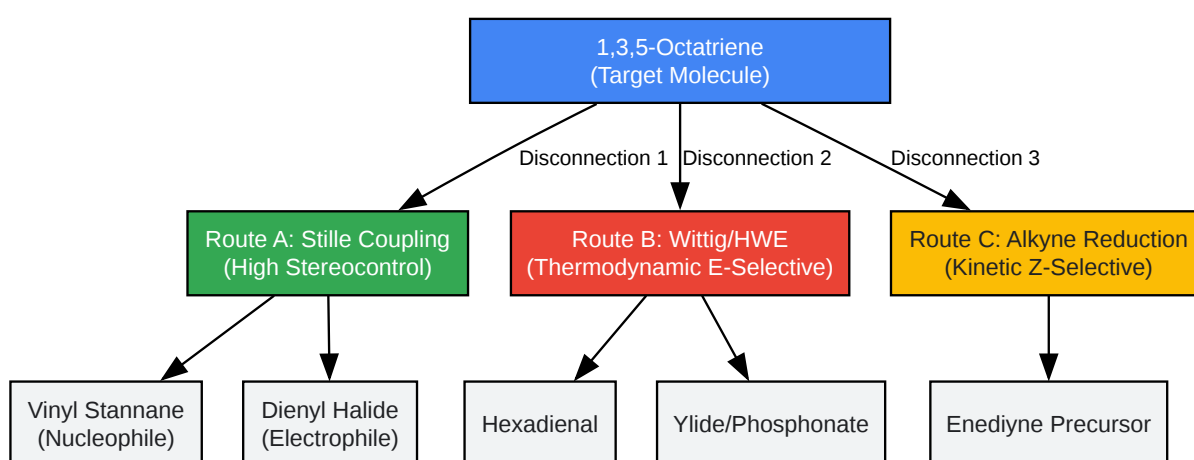 1,3,5-Octatriene
(Target Molecule)
Disconnection 1
Disconnection 2
Disconnection 3
Route A: Stille Coupling
(High Stereocontrol)
Route B: Wittig/HWE
(Thermodynamic E-Selective)
Route C: Alkyne Reduction
(Kinetic Z-Selective)
Vinyl Stannane
(Nucleophile)
Dienyl Halide
(Electrophile)
Hexadienal
Ylide/Phosphonate
Enediyne Precursor